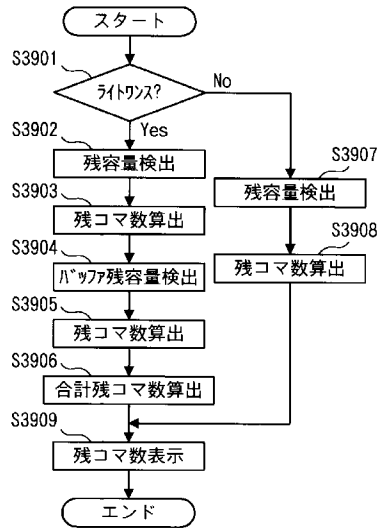 スタート
S3901
ﾗｲﾄﾜﾝｽ?
No
Yes
S3902
残容量検出
S3907
残容量検出
S3903
残コマ数算出
S3908
残コマ数算出
S3904
ﾊﾞｯﾌｧ残容量検出
S3905
残コマ数算出
S3906
合計残コマ数算出
S3909
残コマ数表示
エンド